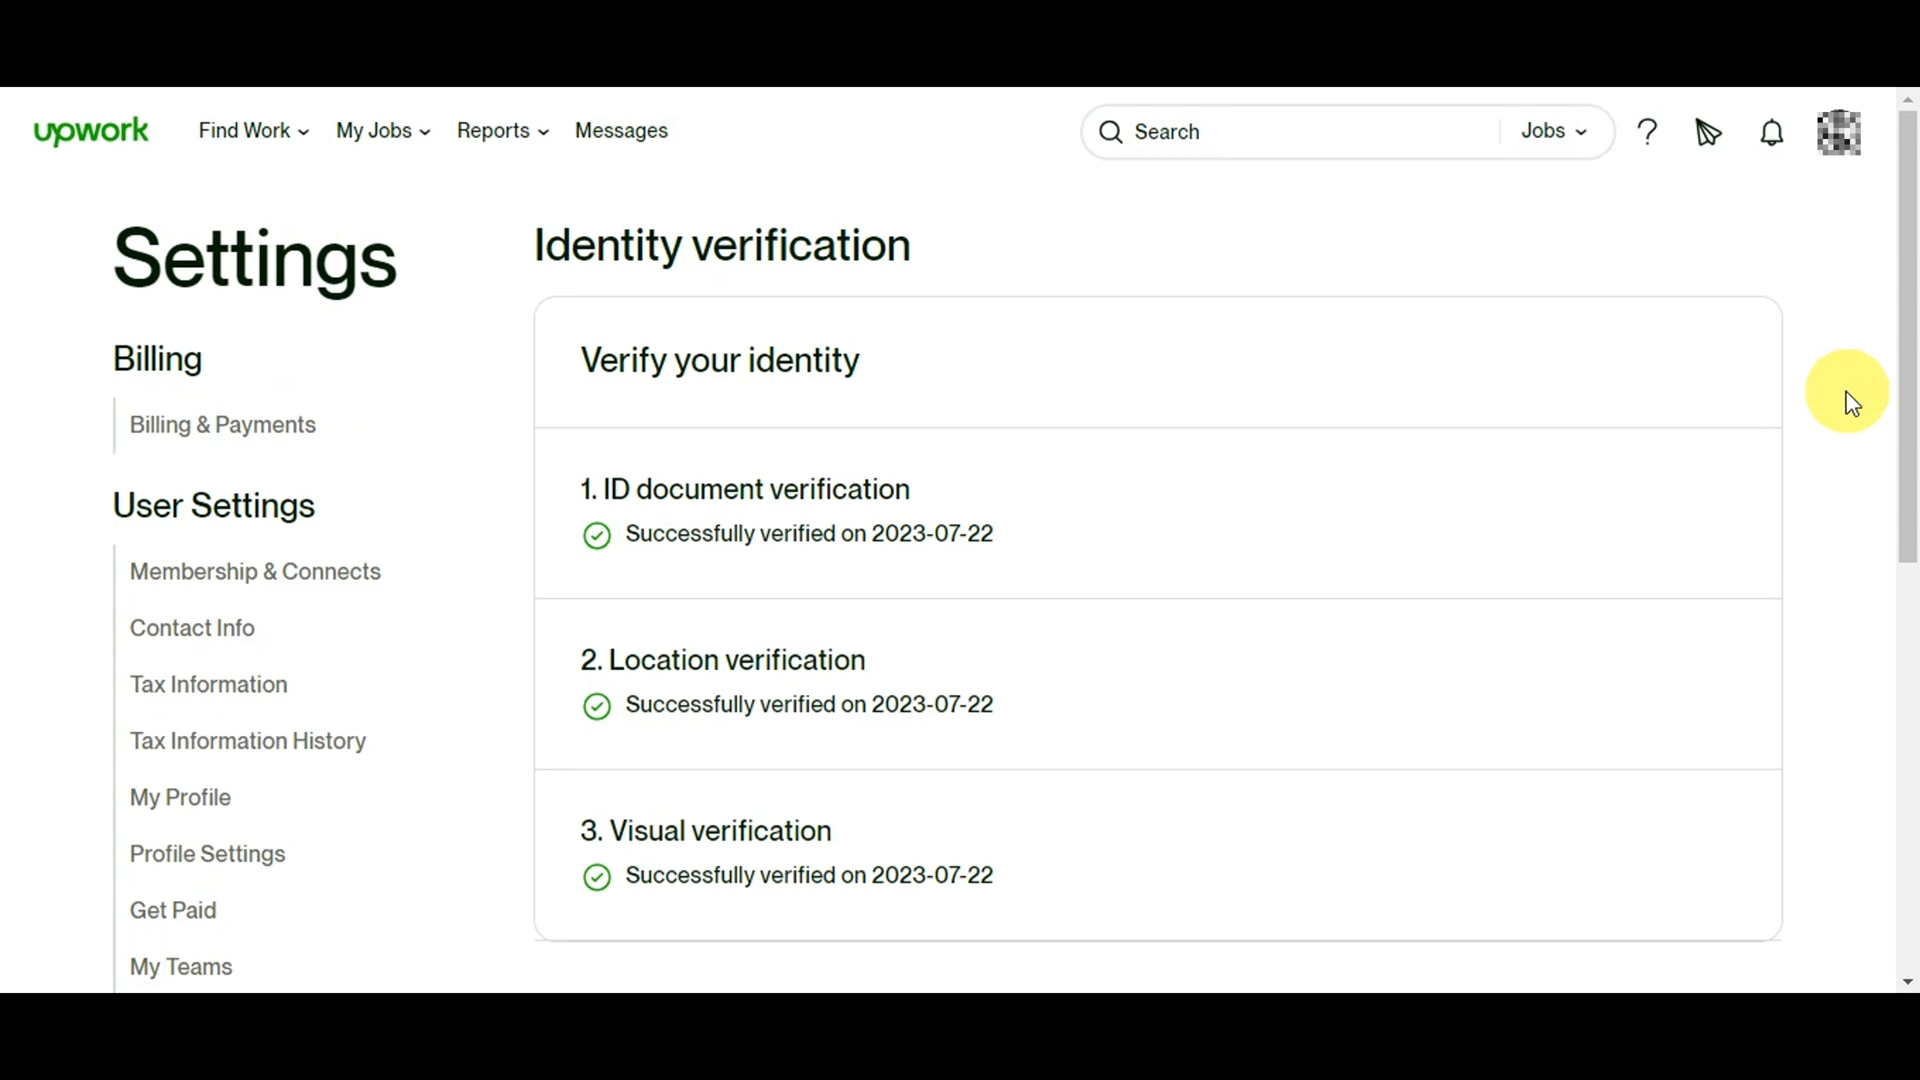 upwork Find Work My Jobs Reports Messages Search Jobs
Settings
Billing
Billing & Payments
User Settings
Membership & Connects
Contact Info
Tax Information
Tax Information History
My Profile
Profile Settings
Get Paid
My Teams
Identity verification
Verify your identity
1. ID document verification
Successfully verified on 2023-07-22
2. Location verification
Successfully verified on 2023-07-22
3. Visual verification
Successfully verified on 2023-07-22